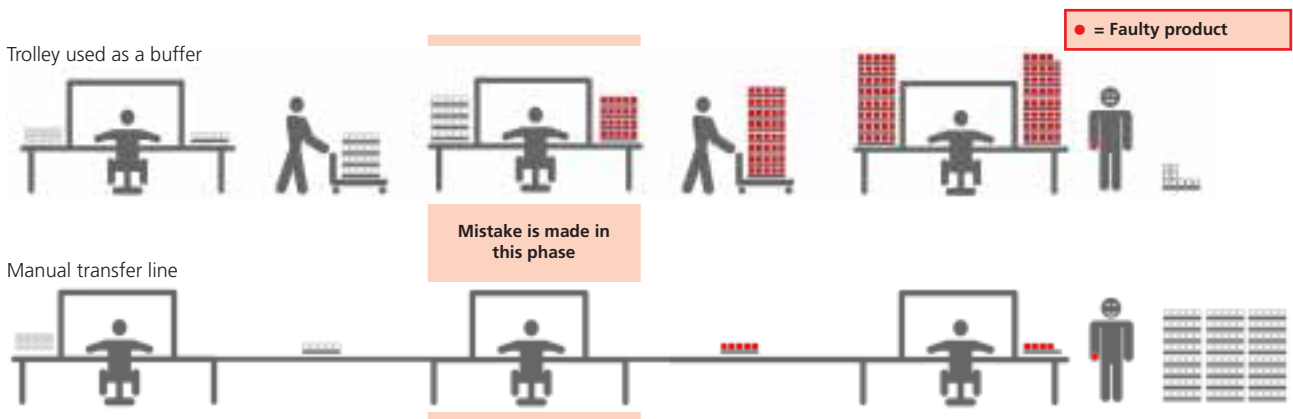 = Faulty product
Trolley used as a buffer
Mistake is made in
this phase
Manual transfer line